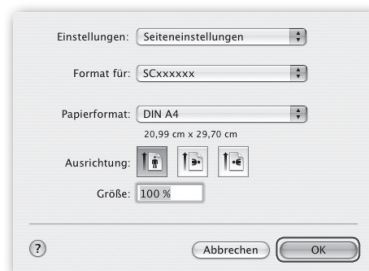 Einstellungen: Seiteneinstellungen
Format für: SCxxxxxx
Papierformat: DIN A4
20,99 cm x 29,70 cm
Ausrichtung:
Größe: 100 %
? Abbrechen OK